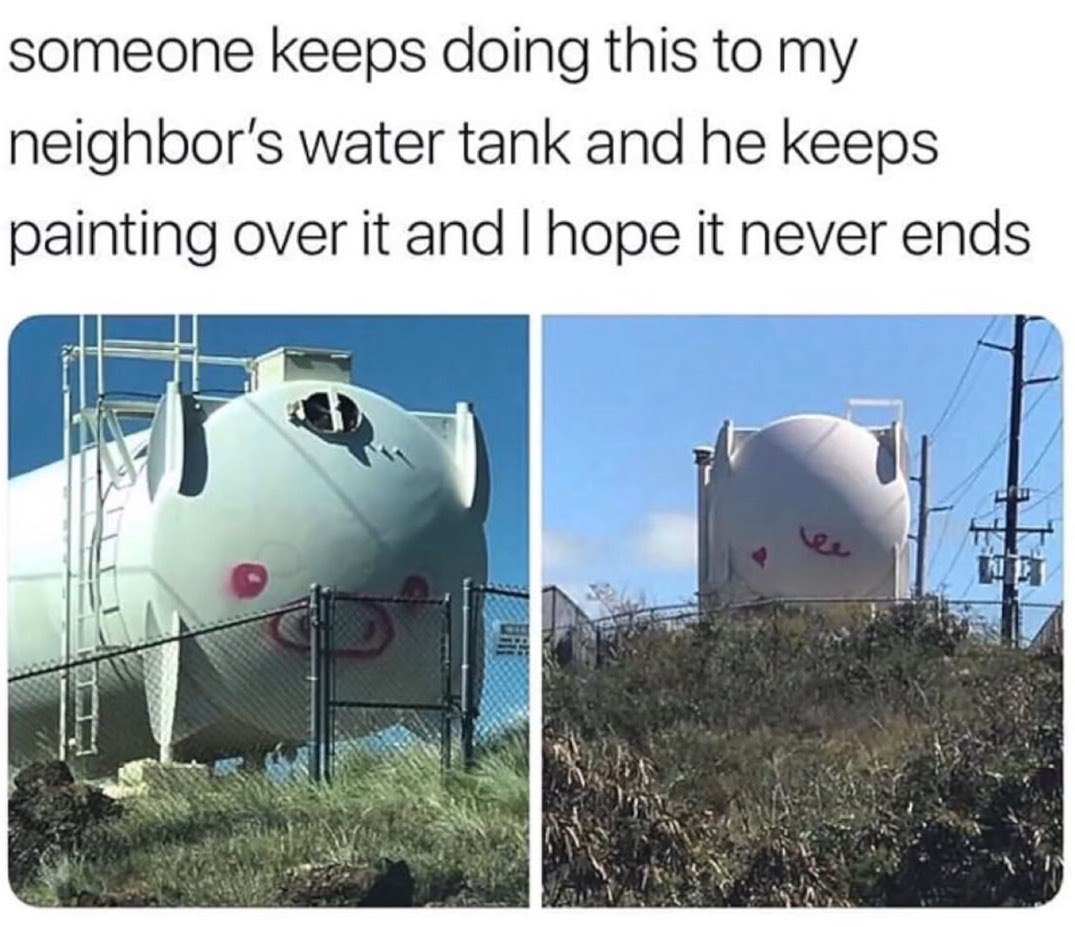 someone keeps doing this to my
neighbor's water tank and he keeps
painting over it and I hope it never ends